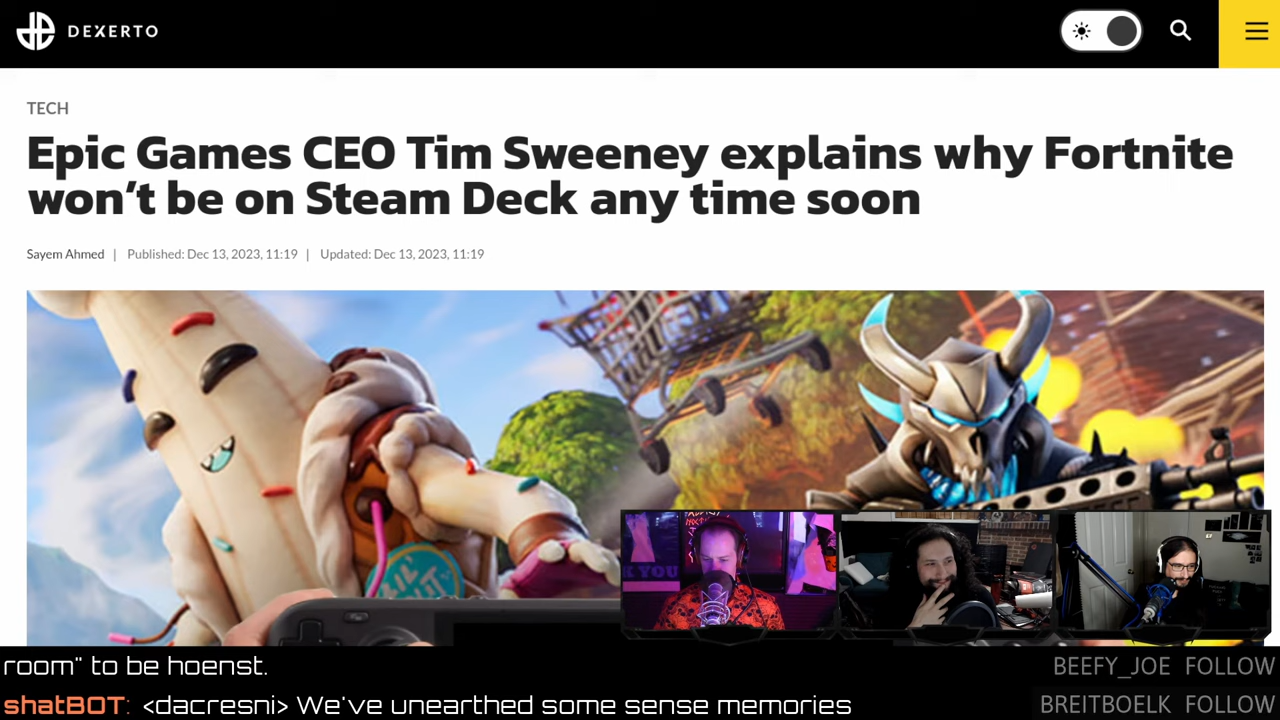 DEXERTO
TECH
Epic Games CEO Tim Sweeney explains why Fortnite
won't be on Steam Deck any time soon
Sayem Ahmed | Published: Dec 13, 2023, 11:19 | Updated: Dec 13, 2023, 11:19
K YOU
room" to be hoenst.
BEEFY_JOE FOLLOW
shatBOT: <dacresni> We've unearthed some sense memories
BREITBOELK FOLLOW